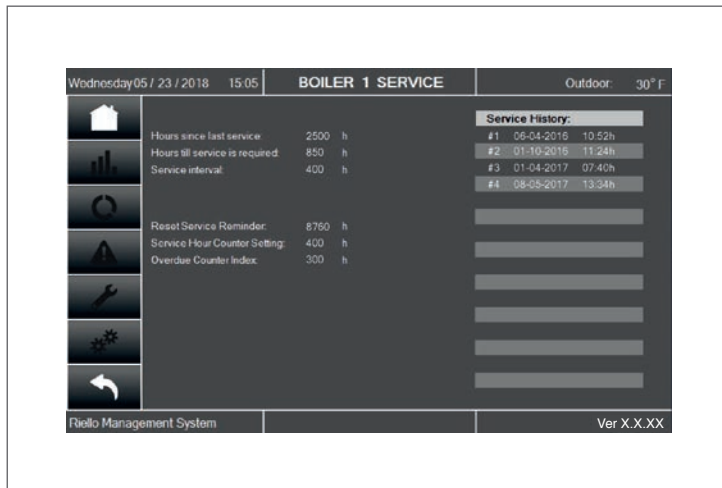 Wednesday 05 / 23 / 2018 15:05 BOILER 1 SERVICE Outdoor: 30° F
Service History:
#1 06-04-2016 10:52h
#2 01-10-2016 11:24h
#3 01-04-2017 07:40h
#4 08-05-2017 13:34h
Hours since last service: 2500 h
Hours till service is required: 850 h
Service interval: 400 h
Reset Service Reminder: 8760 h
Service Hour Counter Setting: 400 h
Overdue Counter Index: 300 h
Riello Management System Ver X.X.XX